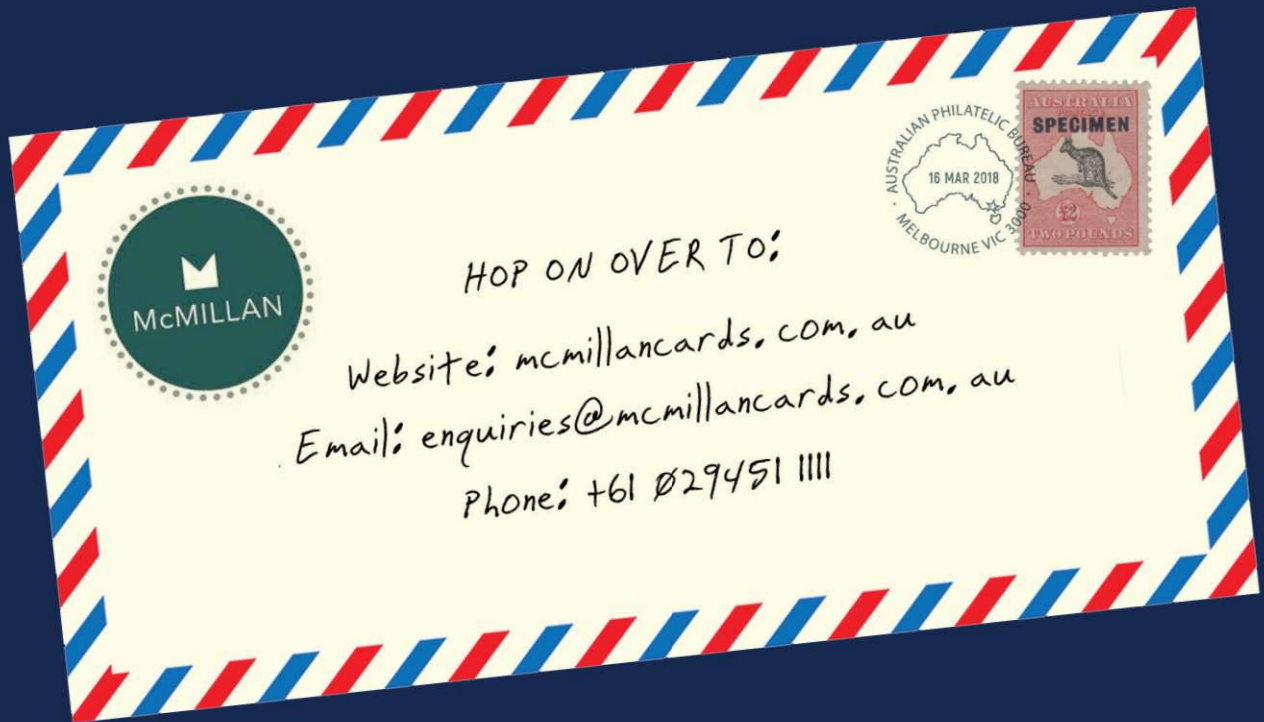 McMILLAN
· AUSTRALIAN PHILATELIC BUREAU ·
16 MAR 2018
MELBOURNE VIC 3000
AUSTRALIA
SPECIMEN
£2
TWO POUNDS
HOP ON OVER TO:
Website: mcmillancards.com.au
Email: enquiries@mcmillancards.com.au
Phone: +61 029451 1111